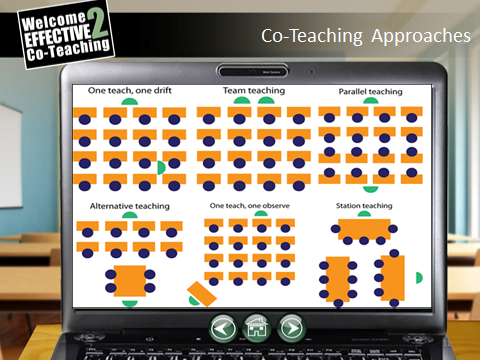 Welcome 2
EFFECTIVE
Co-Teaching
Co-Teaching Approaches
One teach, one drift
Team teaching
Parallel teaching
Alternative teaching
One teach, one observe
Station teaching